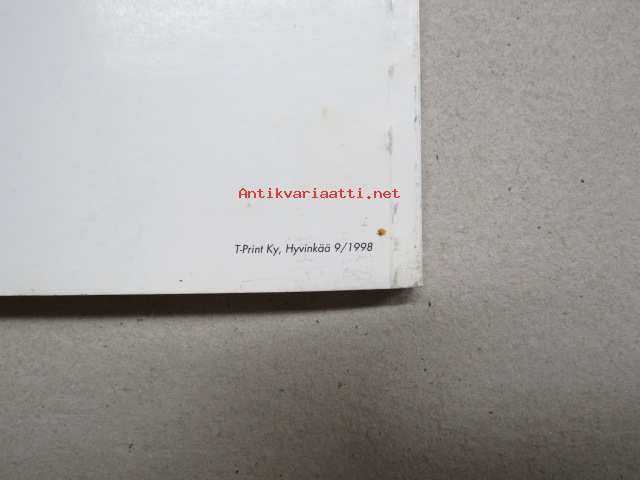 Antikvariaatti.net
T-Print Ky, Hyvinkää 9/1998